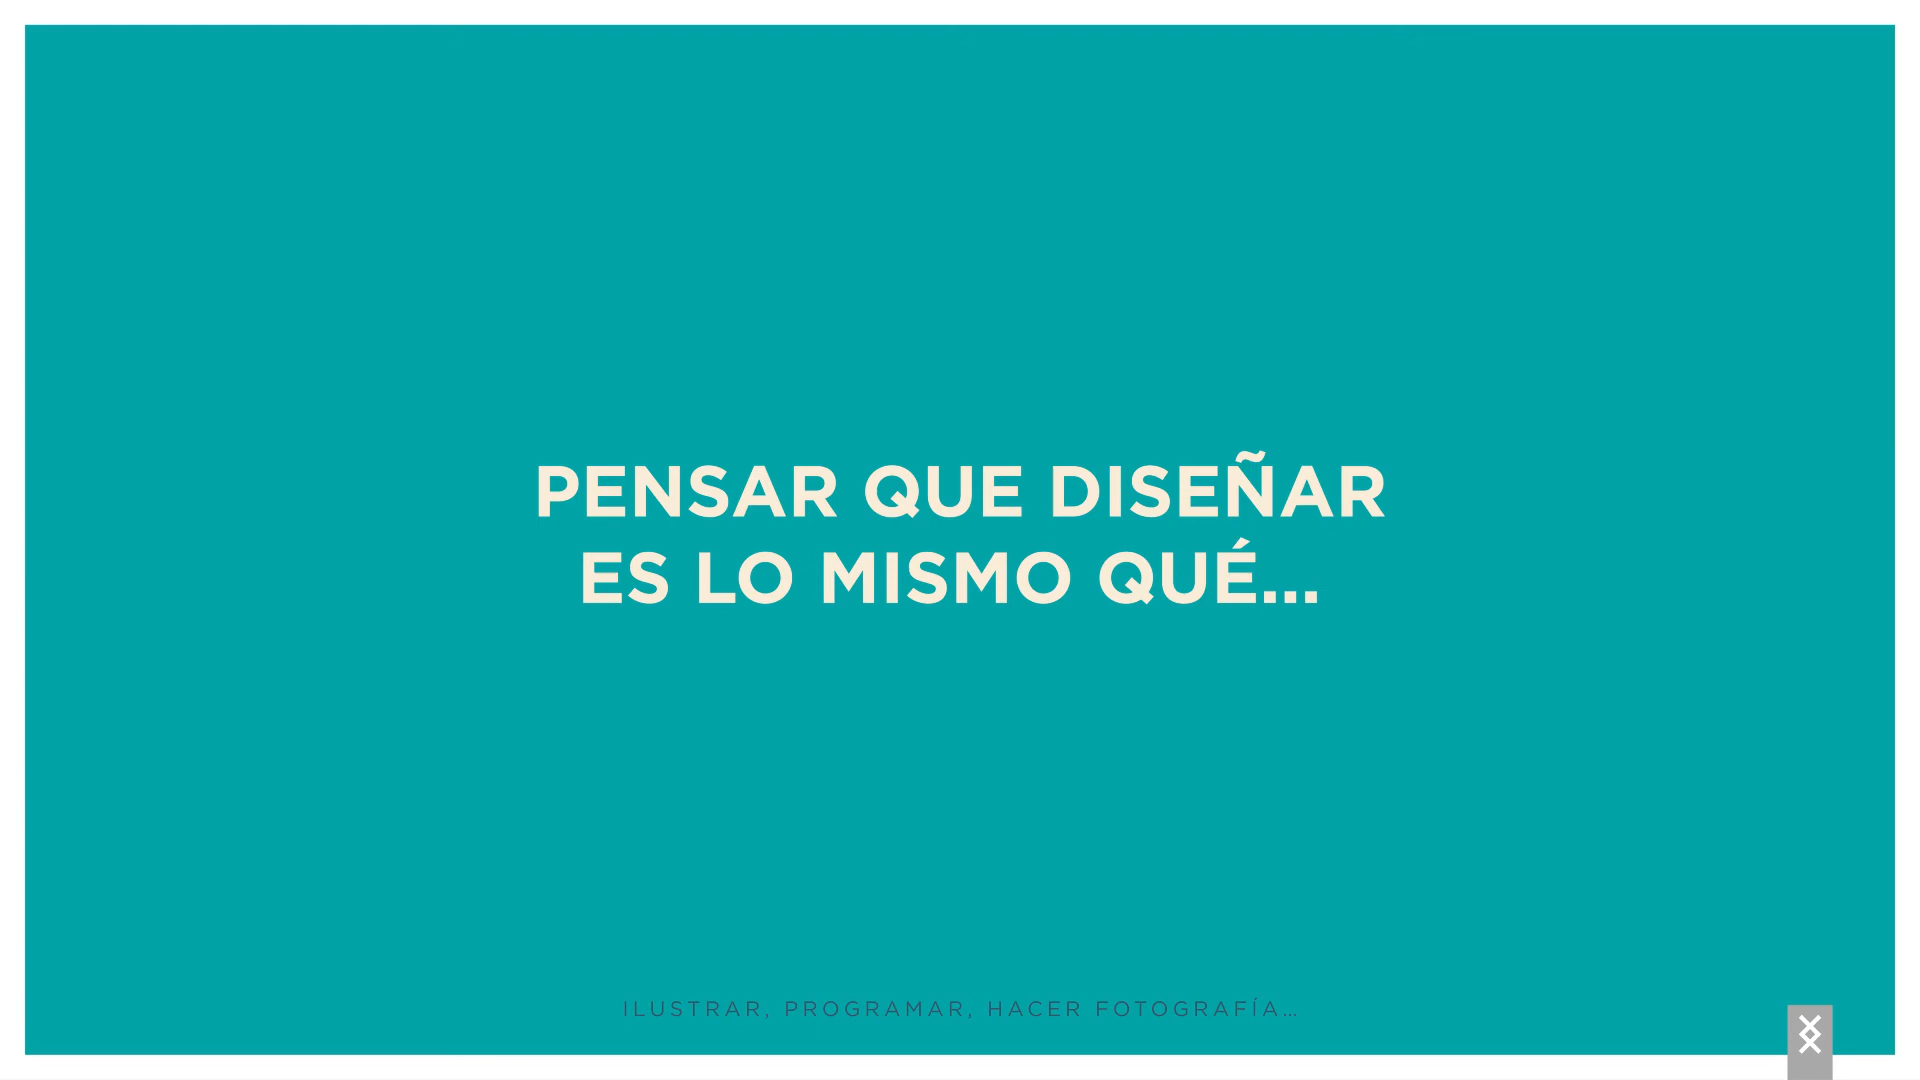 PENSAR QUE DISEÑAR
ES LO MISMO QUÉ...
ILUSTRAR, PROGRAMAR, HACER FOTOGRAFÍA...